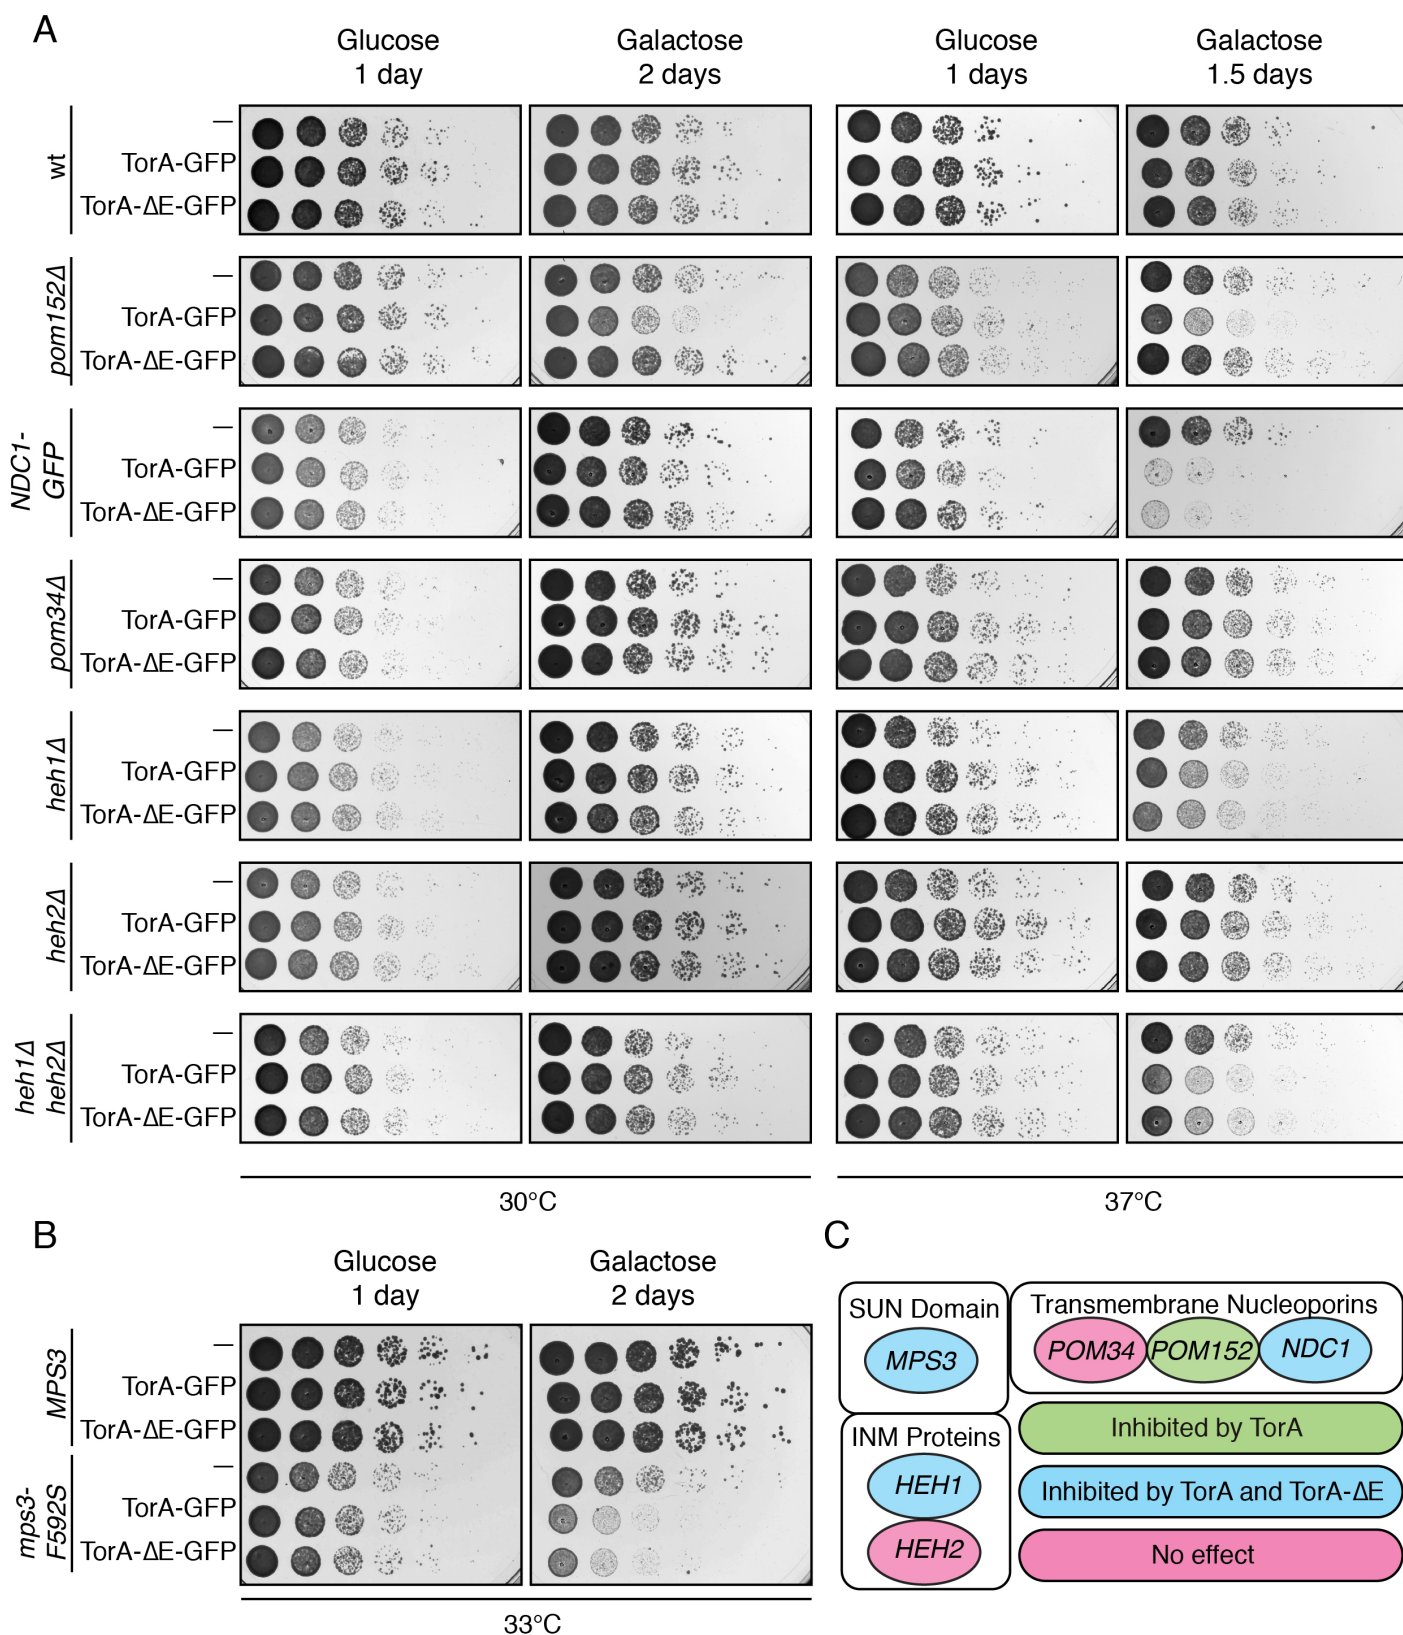 A
Glucose
1 day
Galactose
2 days
Glucose
1 days
Galactose
1.5 days
wt
—
TorA-GFP
TorA-ΔE-GFP
pom152Δ
—
TorA-GFP
TorA-ΔE-GFP
NDC1-
GFP
—
TorA-GFP
TorA-ΔE-GFP
pom34Δ
—
TorA-GFP
TorA-ΔE-GFP
heh1Δ
—
TorA-GFP
TorA-ΔE-GFP
heh2Δ
—
TorA-GFP
TorA-ΔE-GFP
heh1Δ
heh2Δ
—
TorA-GFP
TorA-ΔE-GFP
30°C
37°C
B
Glucose
1 day
Galactose
2 days
MPS3
—
TorA-GFP
TorA-ΔE-GFP
mps3-
F592S
—
TorA-GFP
TorA-ΔE-GFP
33°C
C
SUN Domain
MPS3
Transmembrane Nucleoporins
POM34 POM152 NDC1
INM Proteins
HEH1
HEH2
Inhibited by TorA
Inhibited by TorA and TorA-ΔE
No effect